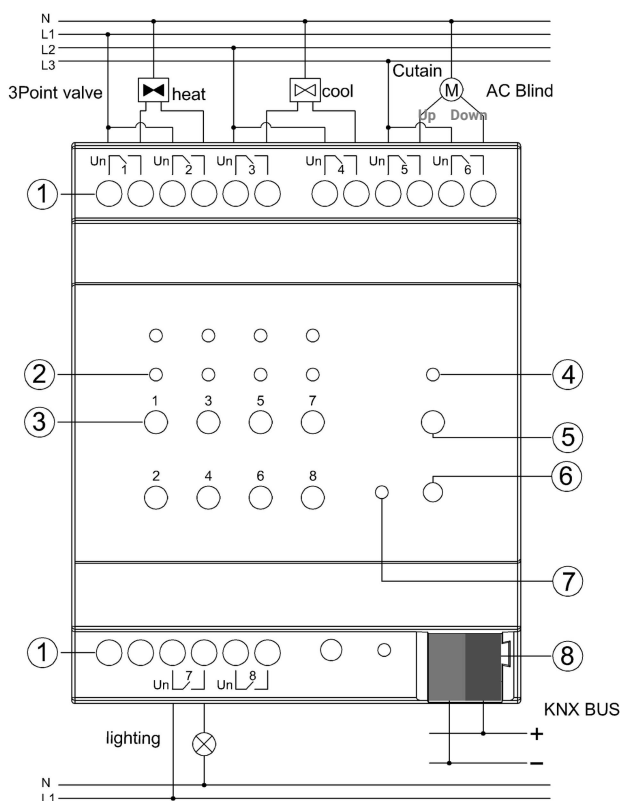 N
L1
L2
L3
Cutain
3Point valve
heat
cool
M
AC Blind
Up Down
Un 1 Un 2 Un 3 Un 4 Un 5 Un 6
1
2
4
1 3 5 7
3
5
2 4 6 8
6
7
1
8
Un 7 Un 8
KNX BUS
lighting
+
−
N
L1